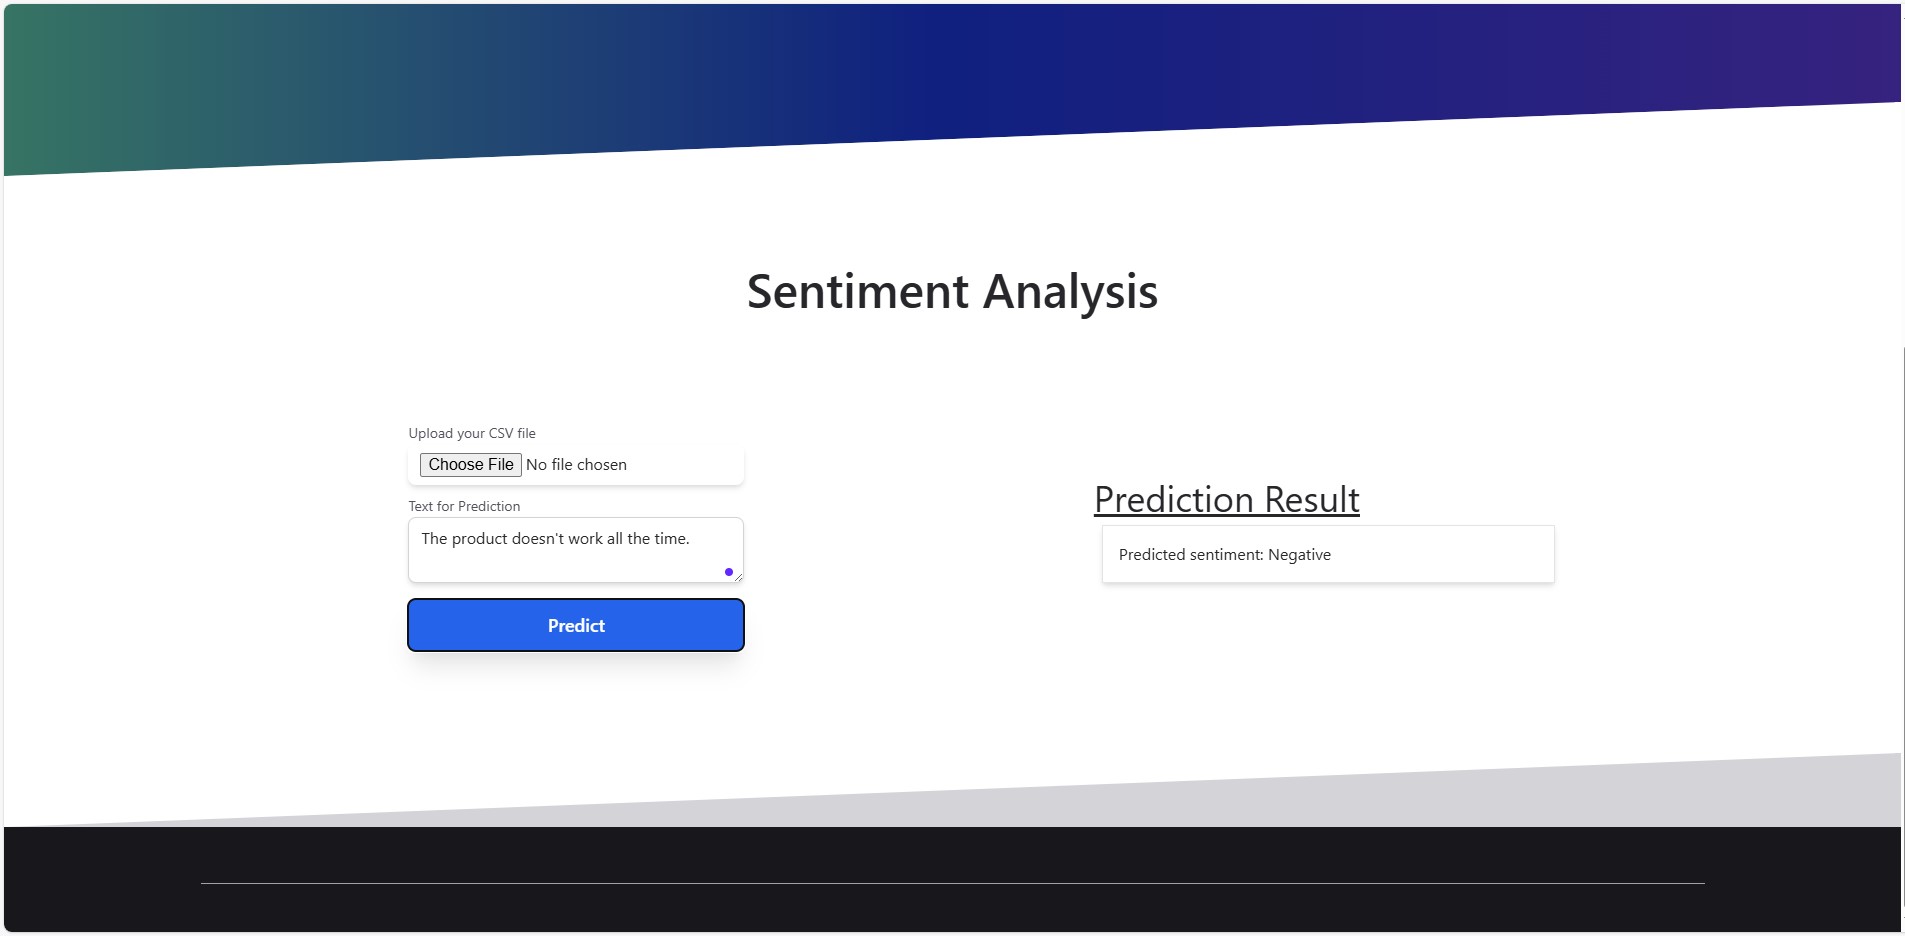 Sentiment Analysis
Upload your CSV file
Choose File No file chosen
Text for Prediction
The product doesn't work all the time.
Predict
Prediction Result
Predicted sentiment: Negative